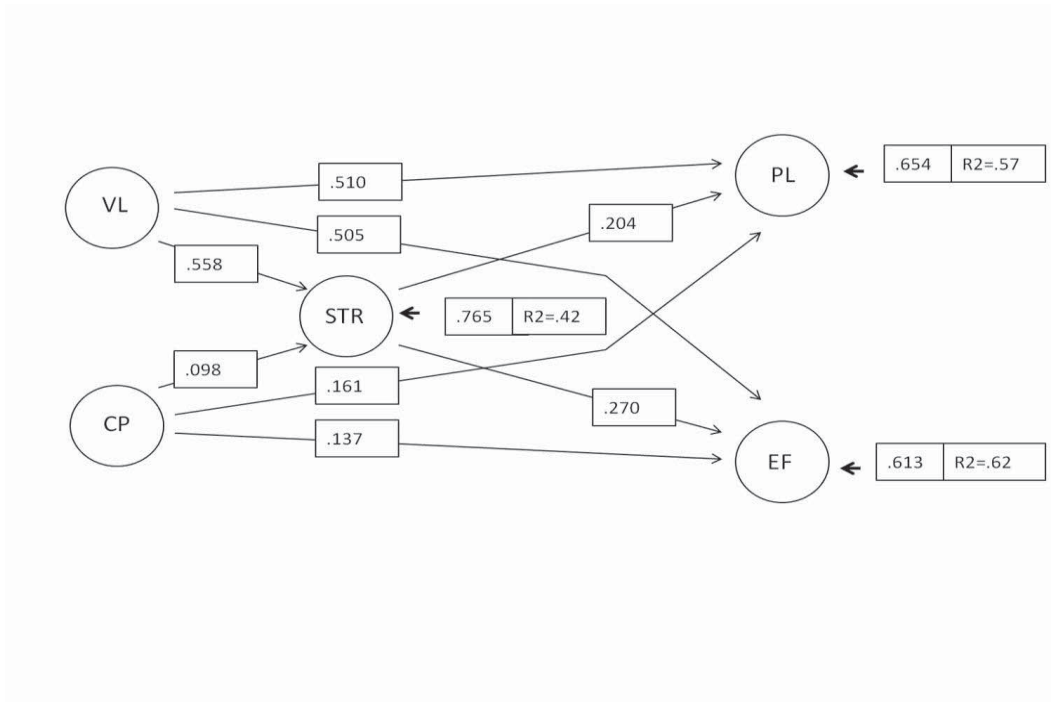 .654 R2=.57
PL
.510
VL
.204
.505
.558
STR
.765 R2=.42
.098
.161
.270
CP
.137
EF
.613 R2=.62